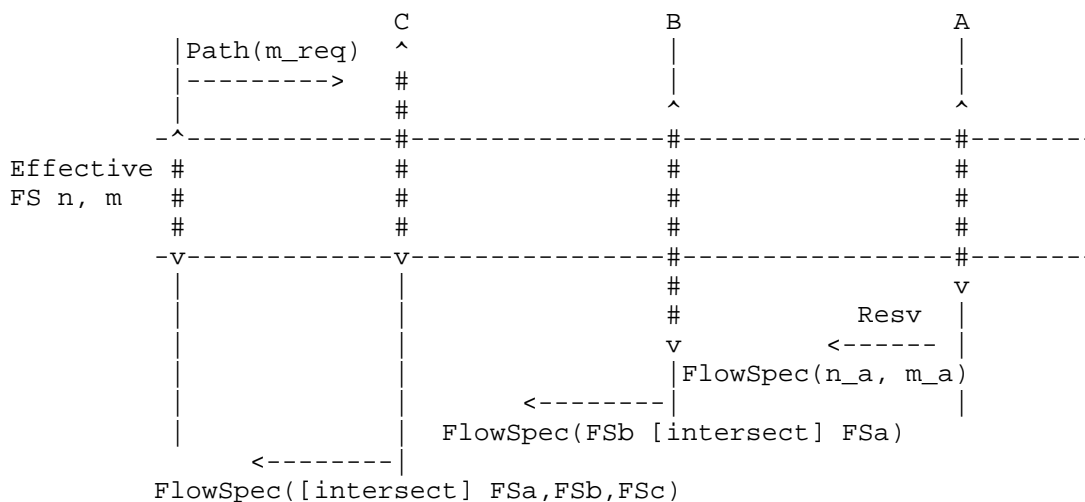 C B A
|Path(m_req) ^ | |
|---------> # | |
| # ^ ^
-^--------------#------------------#-------------------#--------
Effective # # # #
FS n, m # # # #
# # # #
-v--------------v------------------#-------------------#--------
| | # v
| | # Resv |
| | v <------ |
| | |FlowSpec(n_a, m_a)
| | <--------| |
| | FlowSpec(FSb [intersect] FSa)
<--------|
FlowSpec([intersect] FSa,FSb,FSc)